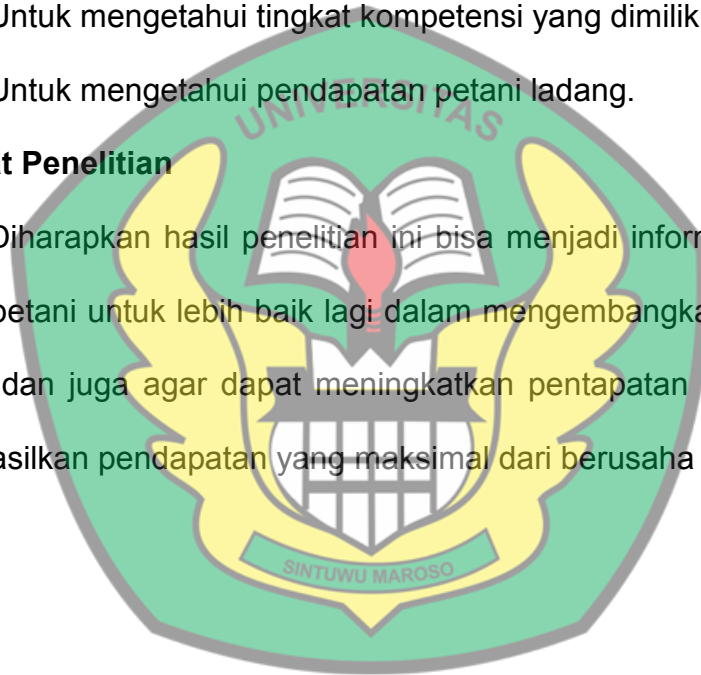 Untuk mengetahui tingkat kompetensi yang dimilik
Untuk mengetahui pendapatan petani ladang.
at Penelitian
Diharapkan hasil penelitian ini bisa menjadi inforr
petani untuk lebih baik lagi dalam mengembangka
dan juga agar dapat meningkatkan pentapatan
asilkan pendapatan yang maksimal dari berusaha
UNIVERSITAS
SINTUWU MAROSO